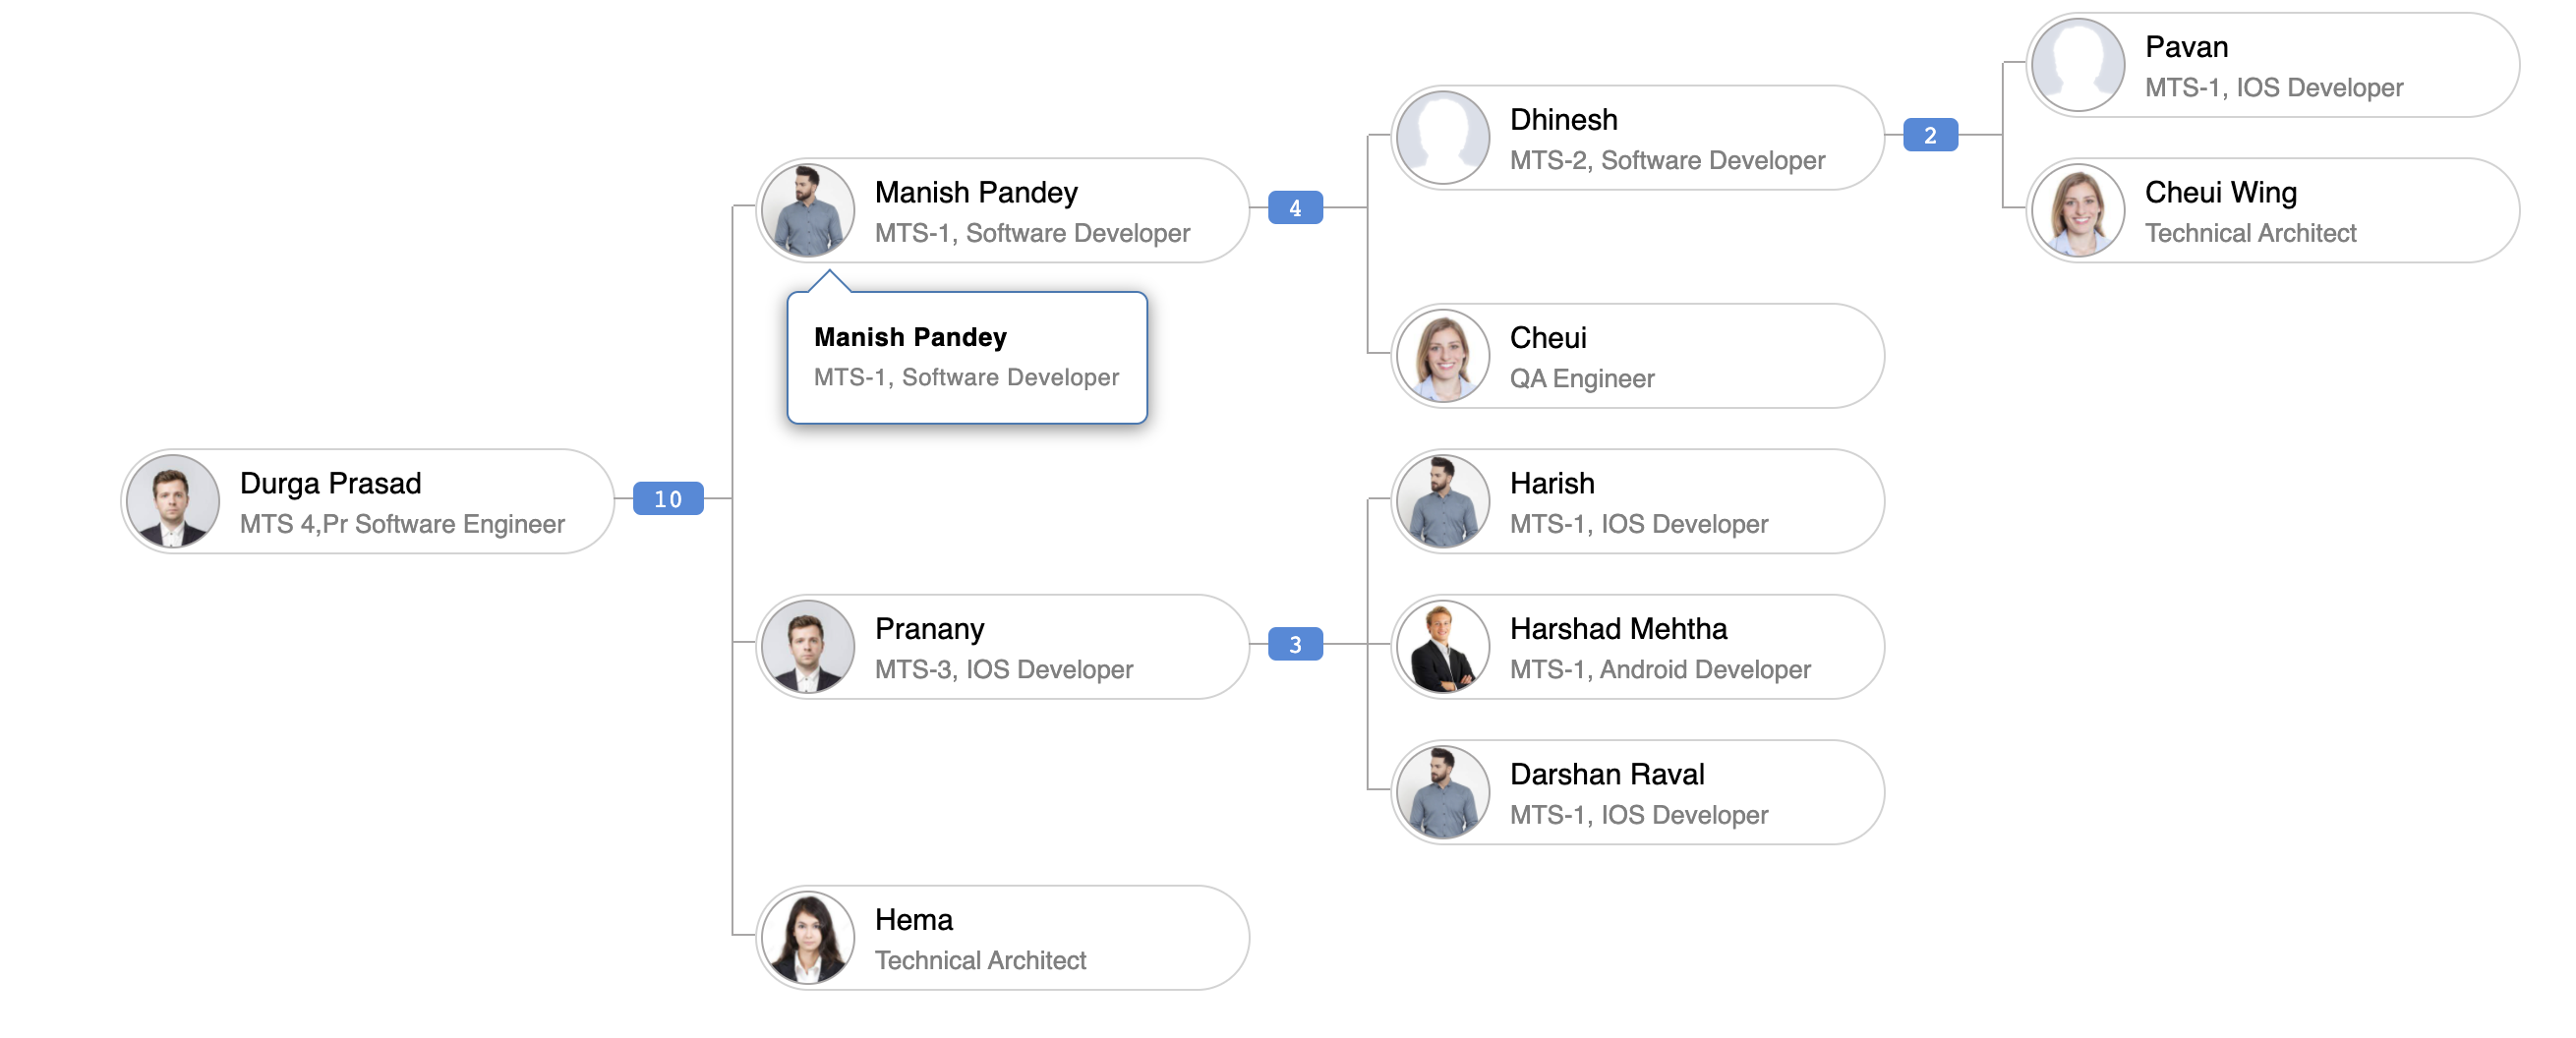 Pavan
MTS-1, IOS Developer
Dhinesh
MTS-2, Software Developer
2
Manish Pandey
MTS-1, Software Developer
4
Cheui Wing
Technical Architect
Manish Pandey
MTS-1, Software Developer
Cheui
QA Engineer
Durga Prasad
MTS 4,Pr Software Engineer
10
Harish
MTS-1, IOS Developer
Pranany
MTS-3, IOS Developer
3
Harshad Mehtha
MTS-1, Android Developer
Darshan Raval
MTS-1, IOS Developer
Hema
Technical Architect